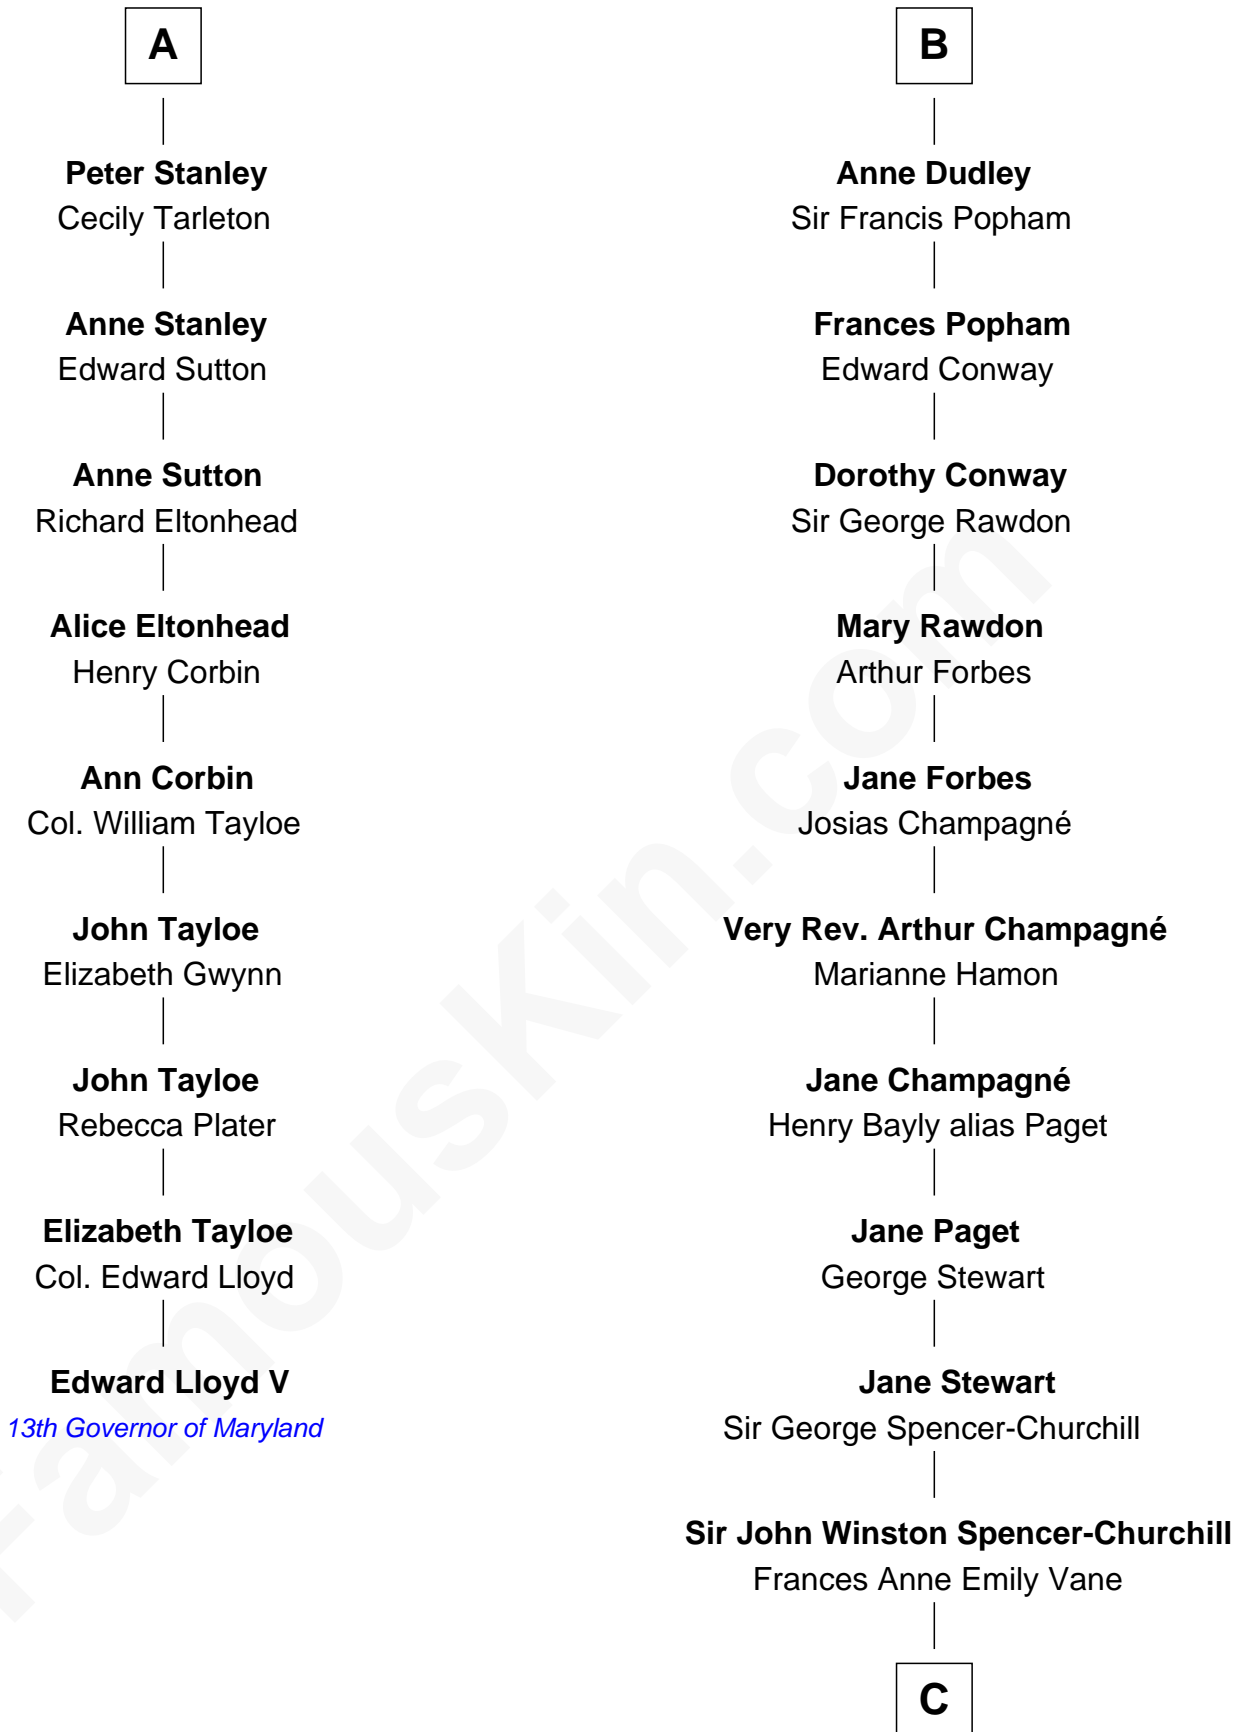 A
Peter Stanley
Cecily Tarleton
Anne Stanley
Edward Sutton
Anne Sutton
Richard Eltonhead
Alice Eltonhead
Henry Corbin
Ann Corbin
Col. William Tayloe
John Tayloe
Elizabeth Gwynn
John Tayloe
Rebecca Plater
Elizabeth Tayloe
Col. Edward Lloyd
Edward Lloyd V
13th Governor of Maryland
B
Anne Dudley
Sir Francis Popham
Frances Popham
Edward Conway
Dorothy Conway
Sir George Rawdon
Mary Rawdon
Arthur Forbes
Jane Forbes
Josias Champagné
Very Rev. Arthur Champagné
Marianne Hamon
Jane Champagné
Henry Bayly alias Paget
Jane Paget
George Stewart
Jane Stewart
Sir George Spencer-Churchill
Sir John Winston Spencer-Churchill
Frances Anne Emily Vane
C
FamousKin.com